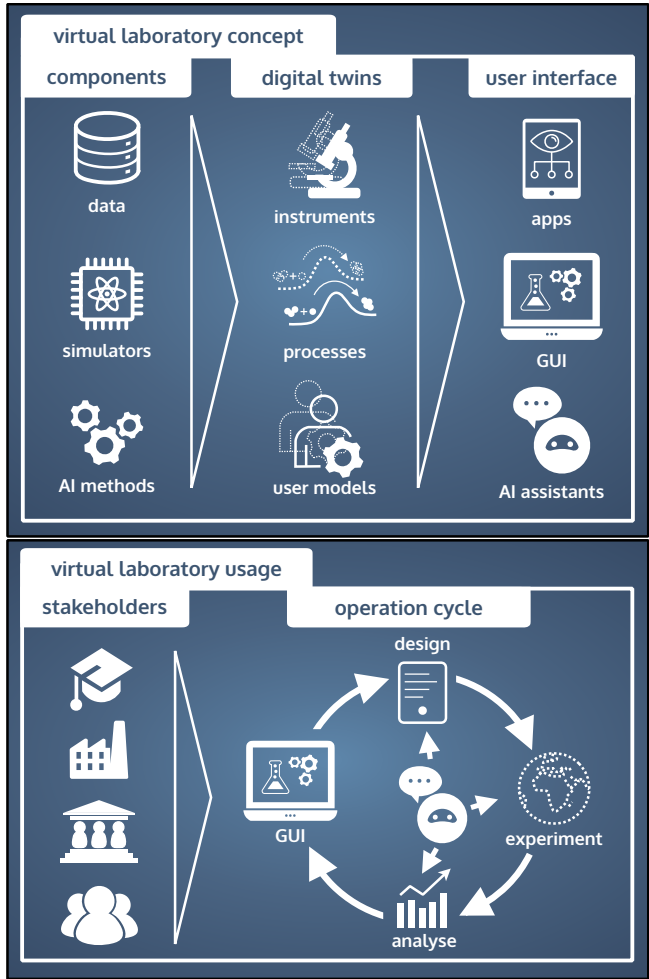 virtual laboratory concept
components
digital twins
user interface
data
instruments
apps
simulators
processes
GUI
AI methods
user models
AI assistants
virtual laboratory usage
stakeholders
operation cycle
design
GUI
experiment
analyse